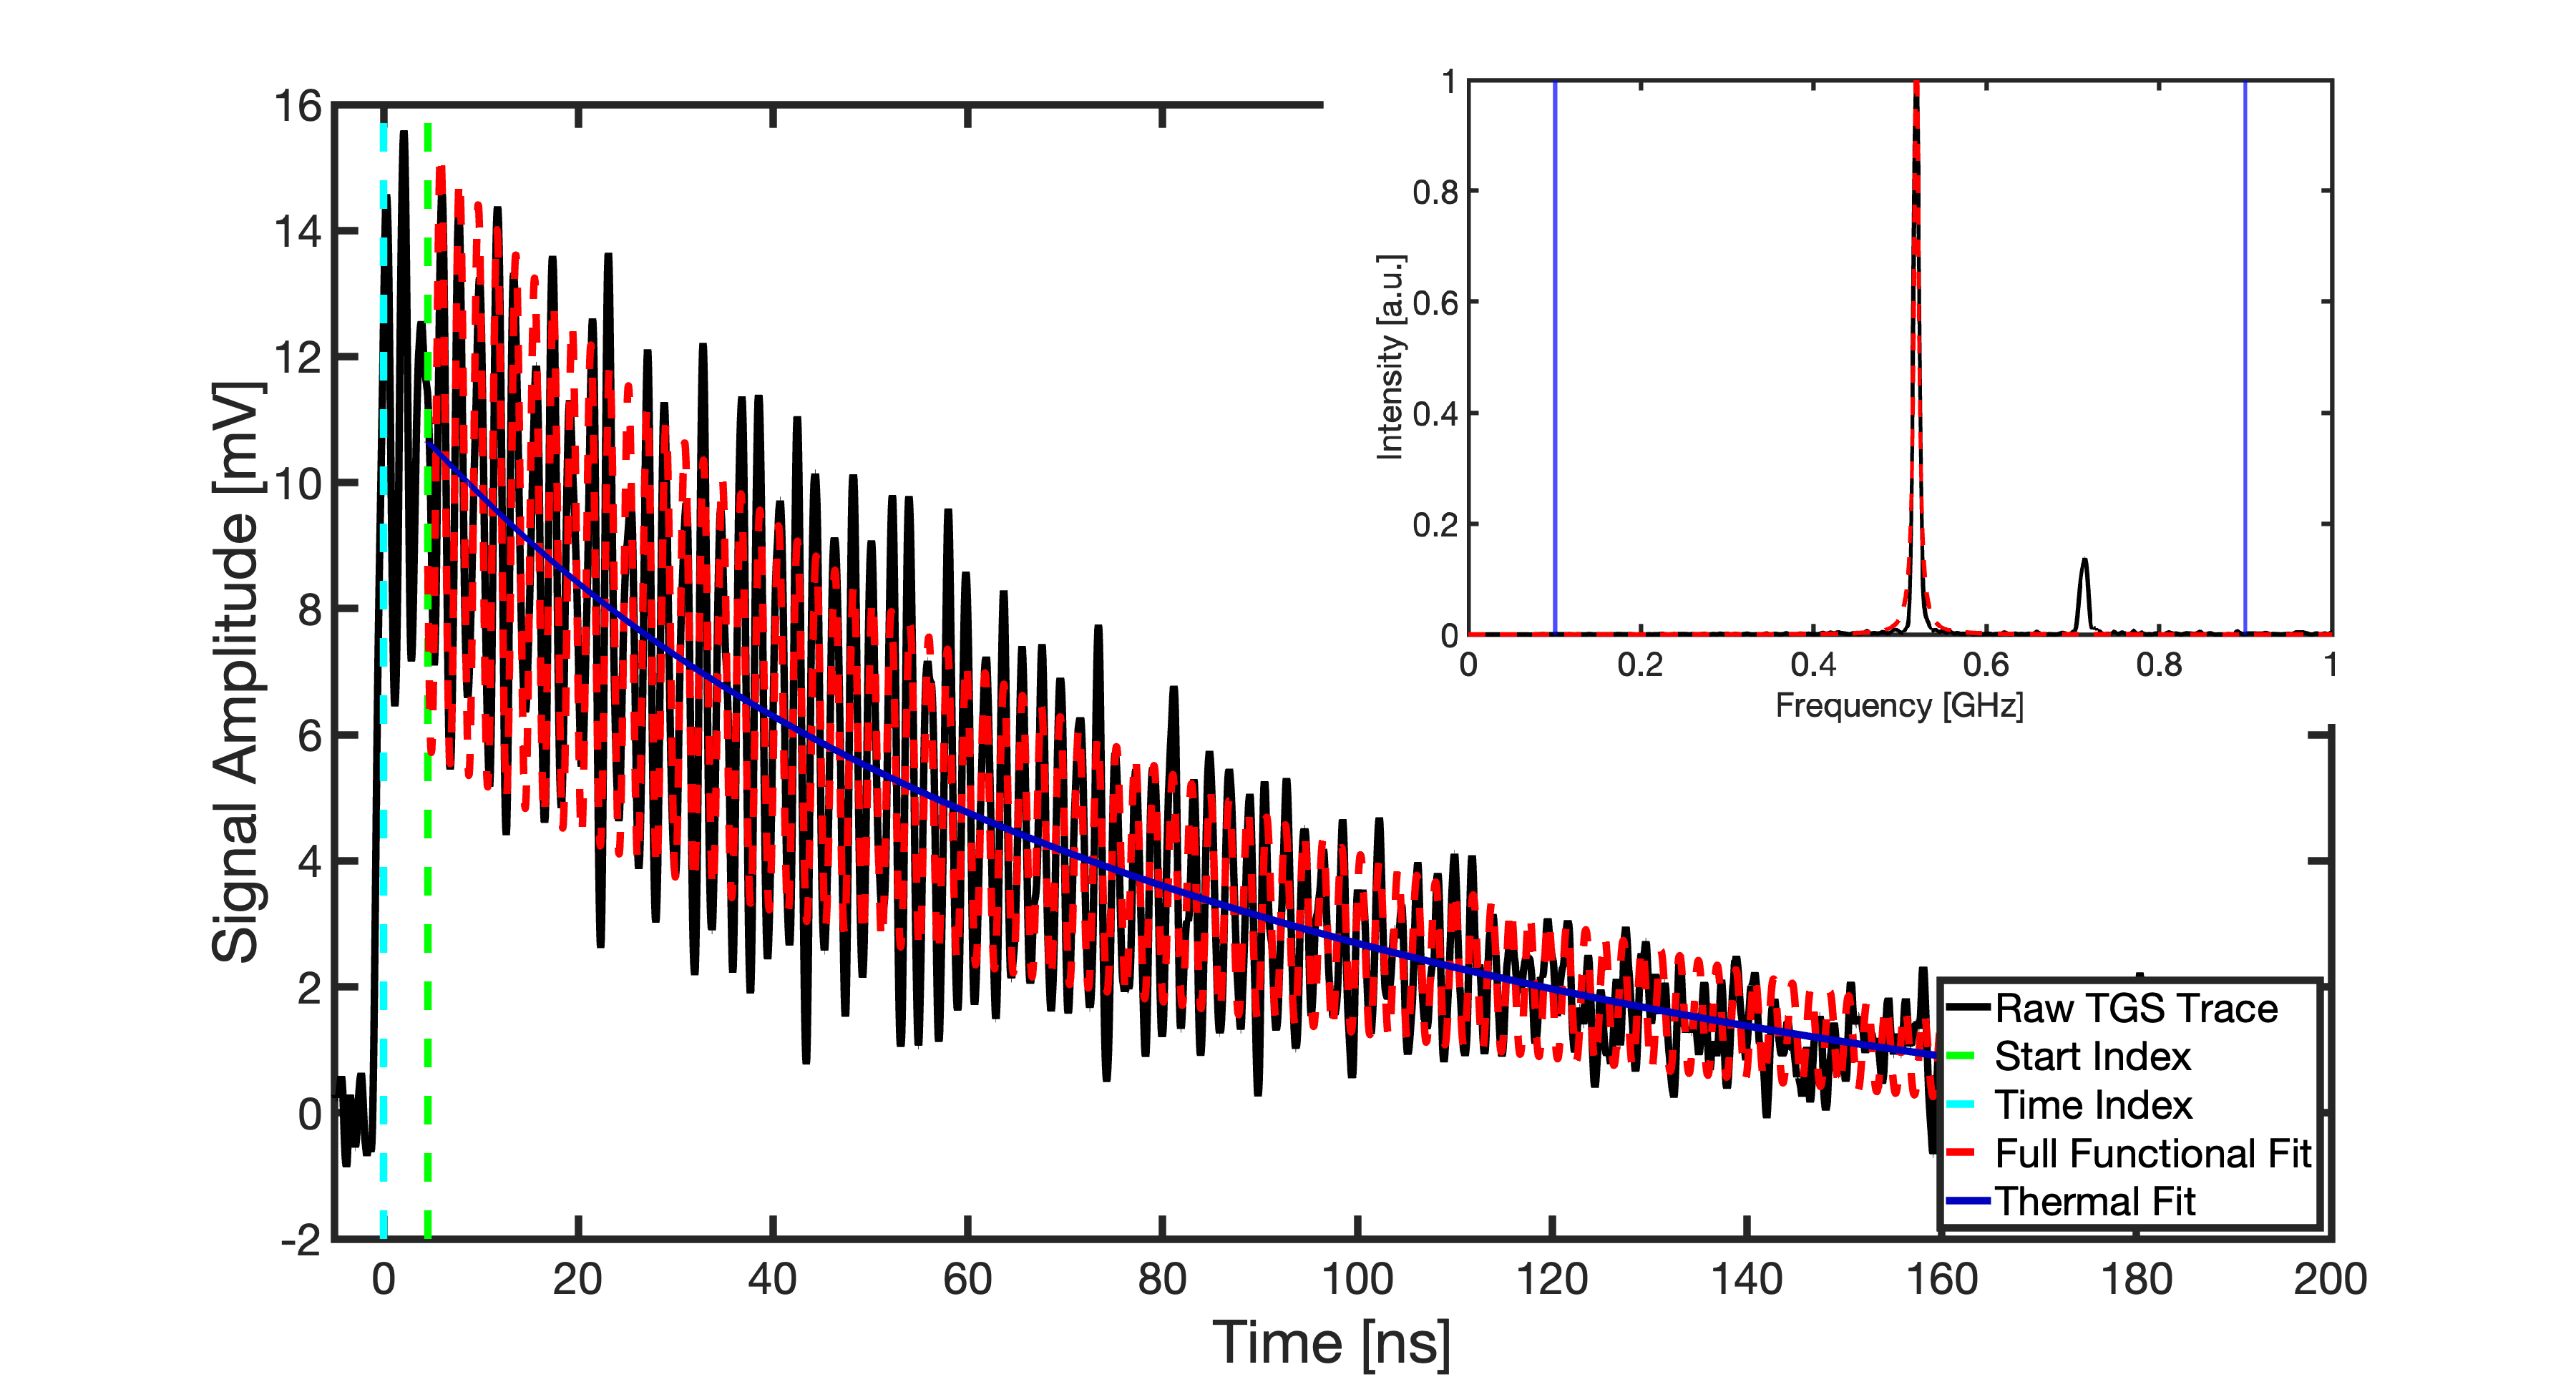 16
14
12
10
8
6
4
2
0
-2
Signal Amplitude [mV]
0 20 40 60 80 100 120 140 160 180 200
Time [ns]
1
0.8
0.6
0.4
0.2
0
Intensity [a.u.]
0 0.2 0.4 0.6 0.8 1
Frequency [GHz]
Raw TGS Trace
Start Index
Time Index
Full Functional Fit
Thermal Fit